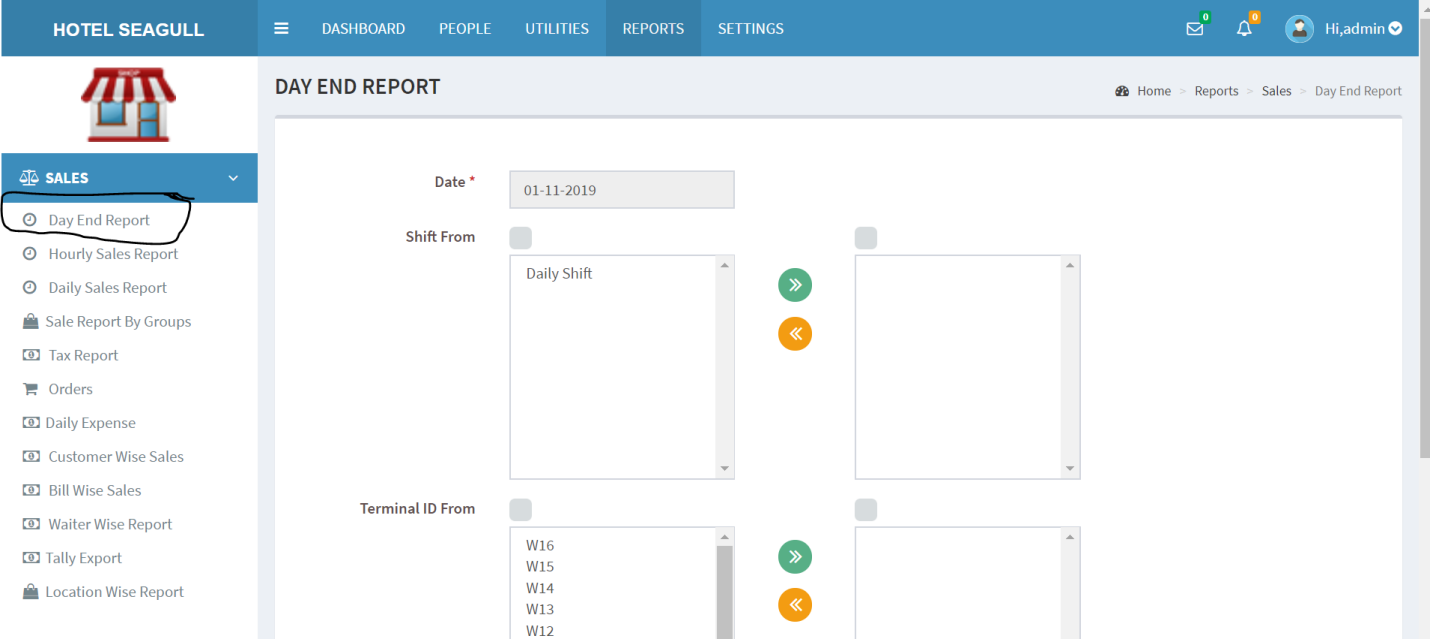 HOTEL SEAGULL
DASHBOARD
PEOPLE
UTILITIES
REPORTS
SETTINGS
0
0
Hi,admin
SHOP
DAY END REPORT
Home > Reports > Sales > Day End Report
SALES
Day End Report
Hourly Sales Report
Daily Sales Report
Sale Report By Groups
Tax Report
Orders
Daily Expense
Customer Wise Sales
Bill Wise Sales
Waiter Wise Report
Tally Export
Location Wise Report
Date *
01-11-2019
Shift From
Daily Shift
Terminal ID From
W16
W15
W14
W13
W12